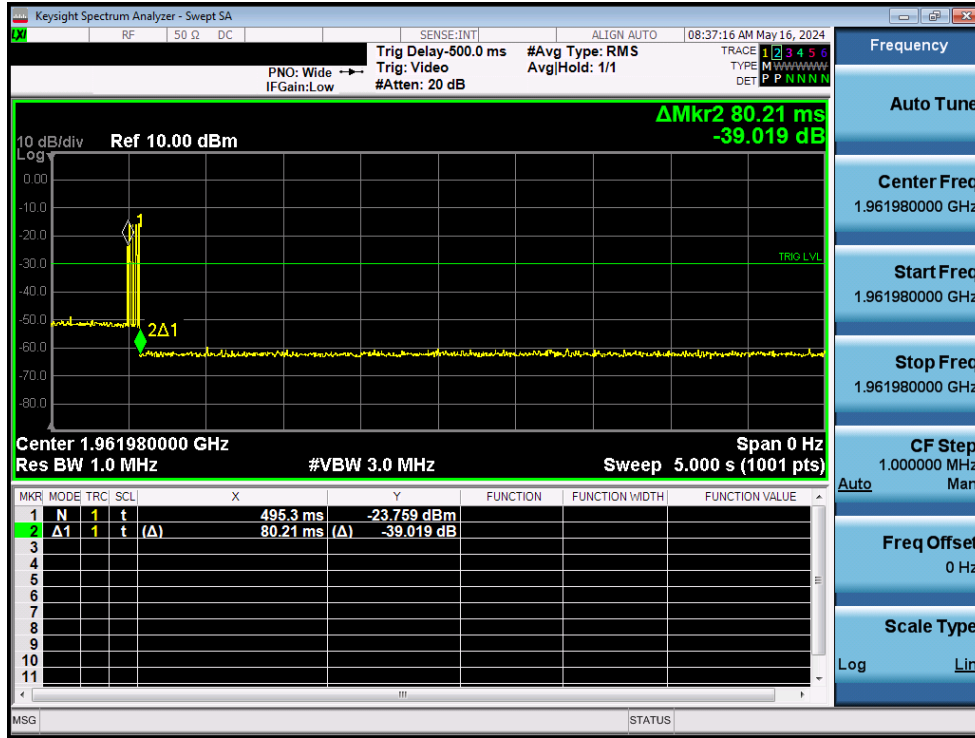 Keysight Spectrum Analyzer - Swept SA
LXI RF 50 Ω DC SENSE:INT ALIGN AUTO 08:37:16 AM May 16, 2024
Trig Delay-500.0 ms #Avg Type: RMS TRACE 1 2 3 4 5 6
PNO: Wide Trig: Video Avg|Hold: 1/1 TYPE M WWWWW
IFGain:Low #Atten: 20 dB DET P P N N N N
ΔMkr2 80.21 ms
10 dB/div Ref 10.00 dBm -39.019 dB
Log
0.00
-10.0
1
-20.0
TRIG LVL
-30.0
-40.0
-50.0
2Δ1
-60.0
-70.0
-80.0
Center 1.961980000 GHz Span 0 Hz
Res BW 1.0 MHz #VBW 3.0 MHz Sweep 5.000 s (1001 pts)
MKR MODE TRC SCL X Y FUNCTION FUNCTION WIDTH FUNCTION VALUE
1 N 1 t 495.3 ms -23.759 dBm
2 Δ1 1 t (Δ) 80.21 ms (Δ) -39.019 dB
3
4
5
6
7
8
9
10
11
MSG STATUS
Frequency
Auto Tune
Center Freq
1.961980000 GHz
Start Freq
1.961980000 GHz
Stop Freq
1.961980000 GHz
CF Step
1.000000 MHz
Auto Man
Freq Offset
0 Hz
Scale Type
Log Lin